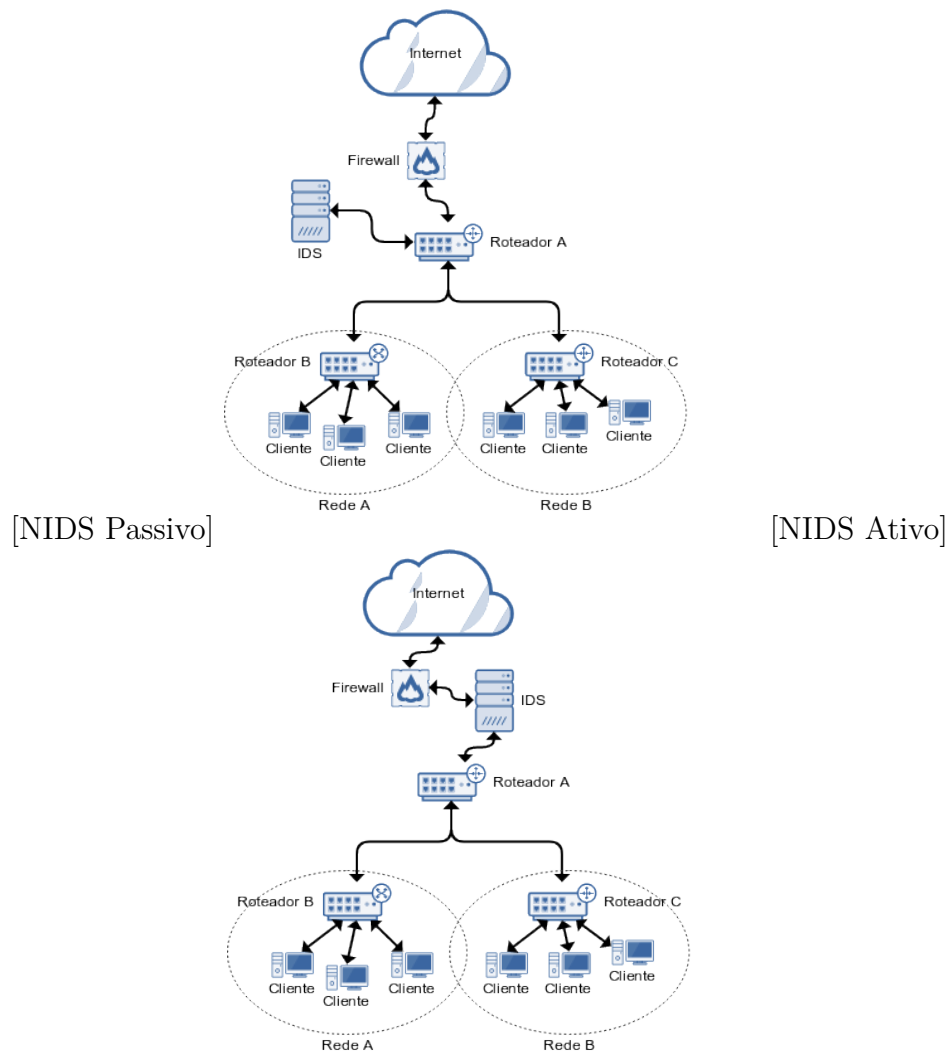 Internet
Firewall
IDS
Roteador A
Roteador B
Roteador C
Cliente
Cliente
Cliente
Cliente
Cliente
Cliente
Rede A
Rede B
[NIDS Passivo]
[NIDS Ativo]
Internet
Firewall
IDS
Roteador A
Roteador B
Roteador C
Cliente
Cliente
Cliente
Cliente
Cliente
Cliente
Rede A
Rede B